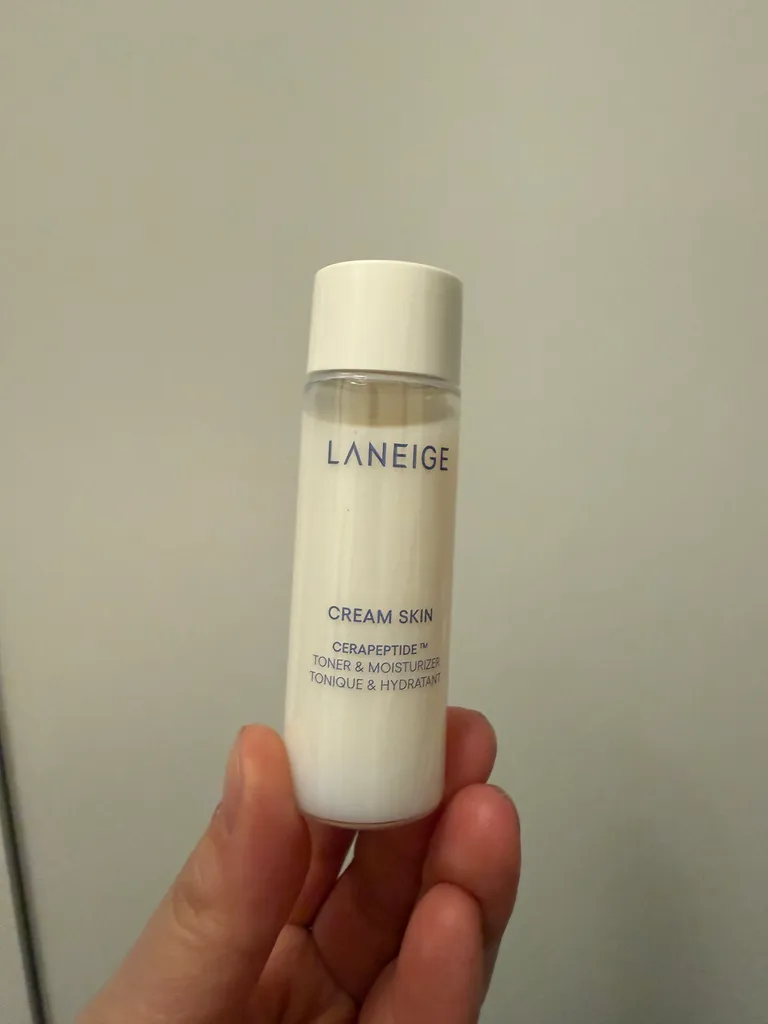 LANEIGE
CREAM SKIN
CERAPEPTIDE™
TONER & MOISTURIZER
TONIQUE & HYDRATANT